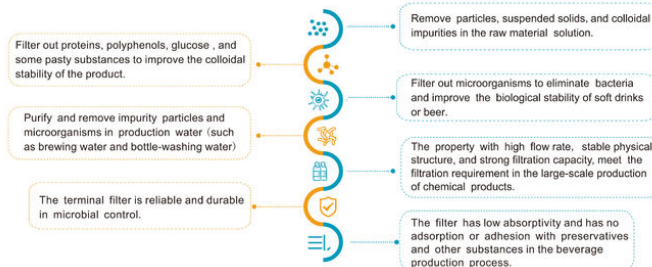 Remove particles, suspended solids, and colloidal
impurities in the raw material solution.
Filter out proteins, polyphenols, glucose , and
some pasty substances to improve the colloidal
stability of the product.
Filter out microorganisms to eliminate bacteria
and improve the biological stability of soft drinks
or beer.
Purify and remove impurity particles and
microorganisms in production water (such
as brewing water and bottle-washing water)
The property with high flow rate, stable physical
structure, and strong filtration capacity, meet the
filtration requirement in the large-scale production
of chemical products.
The terminal filter is reliable and durable
in microbial control.
The filter has low absorptivity and has no
adsorption or adhesion with preservatives
and other substances in the beverage
production process.